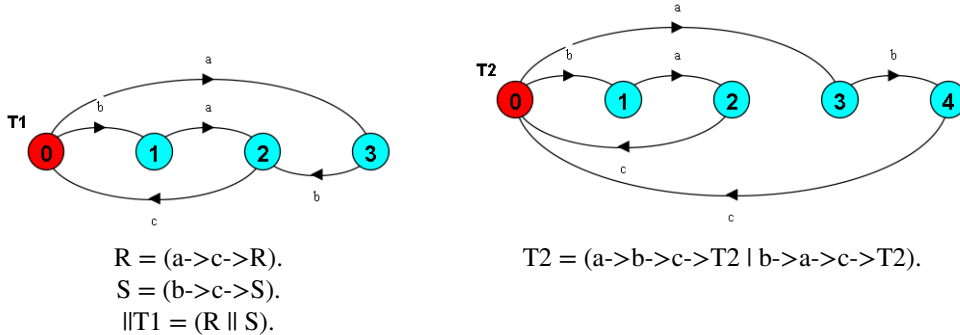 a
b
a
T1
0
1
2
3
b
c
a
b
a
b
T2
0
1
2
3
4
c
c
R = (a->c->R).
S = (b->c->S).
||T1 = (R || S).
T2 = (a->b->c->T2 | b->a->c->T2).